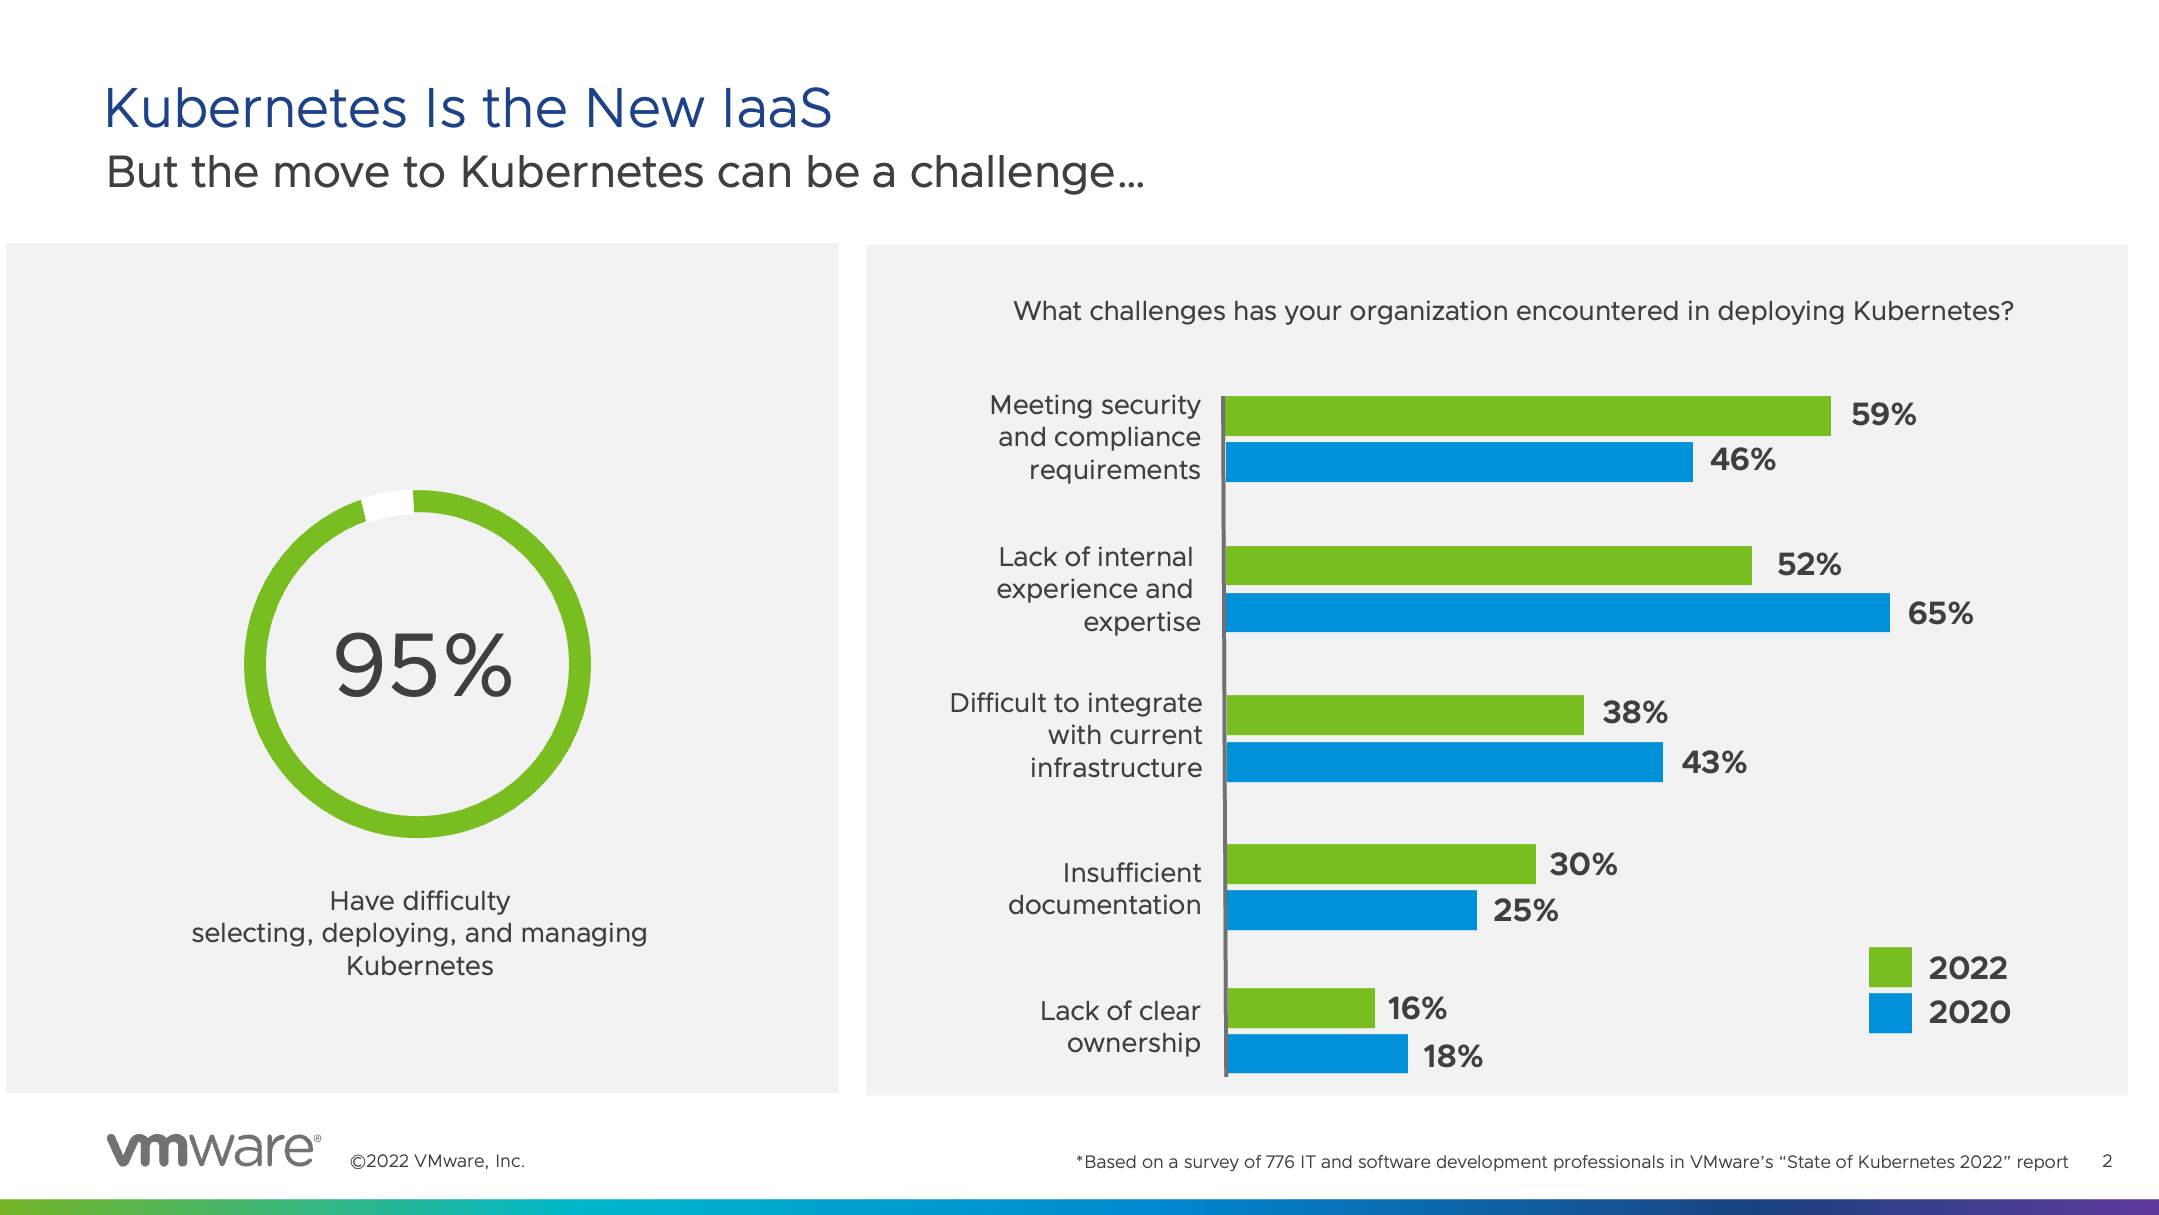 Kubernetes Is the New IaaS
But the move to Kubernetes can be a challenge…
95%
Have difficulty
selecting, deploying, and managing
Kubernetes
What challenges has your organization encountered in deploying Kubernetes?
Meeting security
and compliance
requirements
59%
46%
Lack of internal
experience and
expertise
52%
65%
Difficult to integrate
with current
infrastructure
38%
43%
Insufficient
documentation
30%
25%
Lack of clear
ownership
16%
18%
2022
2020
vmware®
©2022 VMware, Inc.
*Based on a survey of 776 IT and software development professionals in VMware’s “State of Kubernetes 2022” report
2